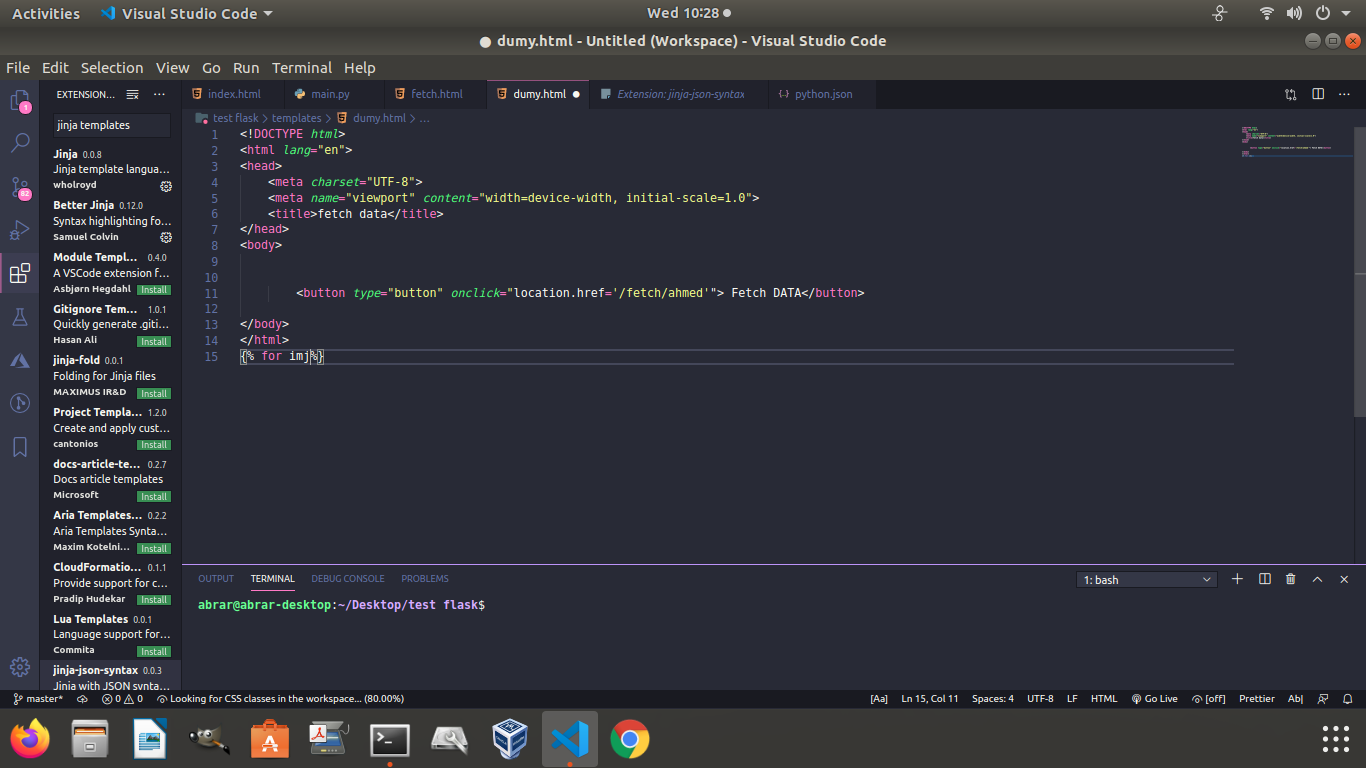 Activities Visual Studio Code Wed 10:28
dumy.html - Untitled (Workspace) - Visual Studio Code
File Edit Selection View Go Run Terminal Help
EXTENSION... index.html main.py fetch.html dumy.html Extension: jinja-json-syntax python.json
1
92
jinja templates
Jinja 0.0.8
Jinja template langua...
wholroyd
Better Jinja 0.12.0
Syntax highlighting fo...
Samuel Colvin
Module Templ... 0.4.0
A VSCode extension f...
Asbjørn Hegdahl Install
Gitignore Tem... 1.0.1
Quickly generate .giti...
Hasan Ali Install
jinja-fold 0.0.1
Folding for Jinja files
MAXIMUS IR&D Install
Project Templa... 1.2.0
Create and apply cust...
cantonios Install
docs-article-te... 0.2.7
Docs article templates
Microsoft Install
Aria Templates... 0.2.2
Aria Templates Synta...
Maxim Kotelni... Install
CloudFormatio... 0.1.1
Provide support for c...
Pradip Hudekar Install
Lua Templates 0.0.1
Language support for...
Commita Install
jinja-json-syntax 0.0.3
Jinja with JSON synta...
test flask > templates > dumy.html > ...
1 <!DOCTYPE html>
2 <html lang="en">
3 <head>
4 <meta charset="UTF-8">
5 <meta name="viewport" content="width=device-width, initial-scale=1.0">
6 <title>fetch data</title>
7 </head>
8 <body>
9
10
11 <button type="button" onclick="location.href='/fetch/ahmed'"> Fetch DATA</button>
12
13 </body>
14 </html>
15 {% for imj%}
OUTPUT TERMINAL DEBUG CONSOLE PROBLEMS 1: bash
abrar@abrar-desktop:~/Desktop/test flask$
master* 0 0 Looking for CSS classes in the workspace... (80.00%) [Aa] Ln 15, Col 11 Spaces: 4 UTF-8 LF HTML Go Live [off] Prettier Ab|